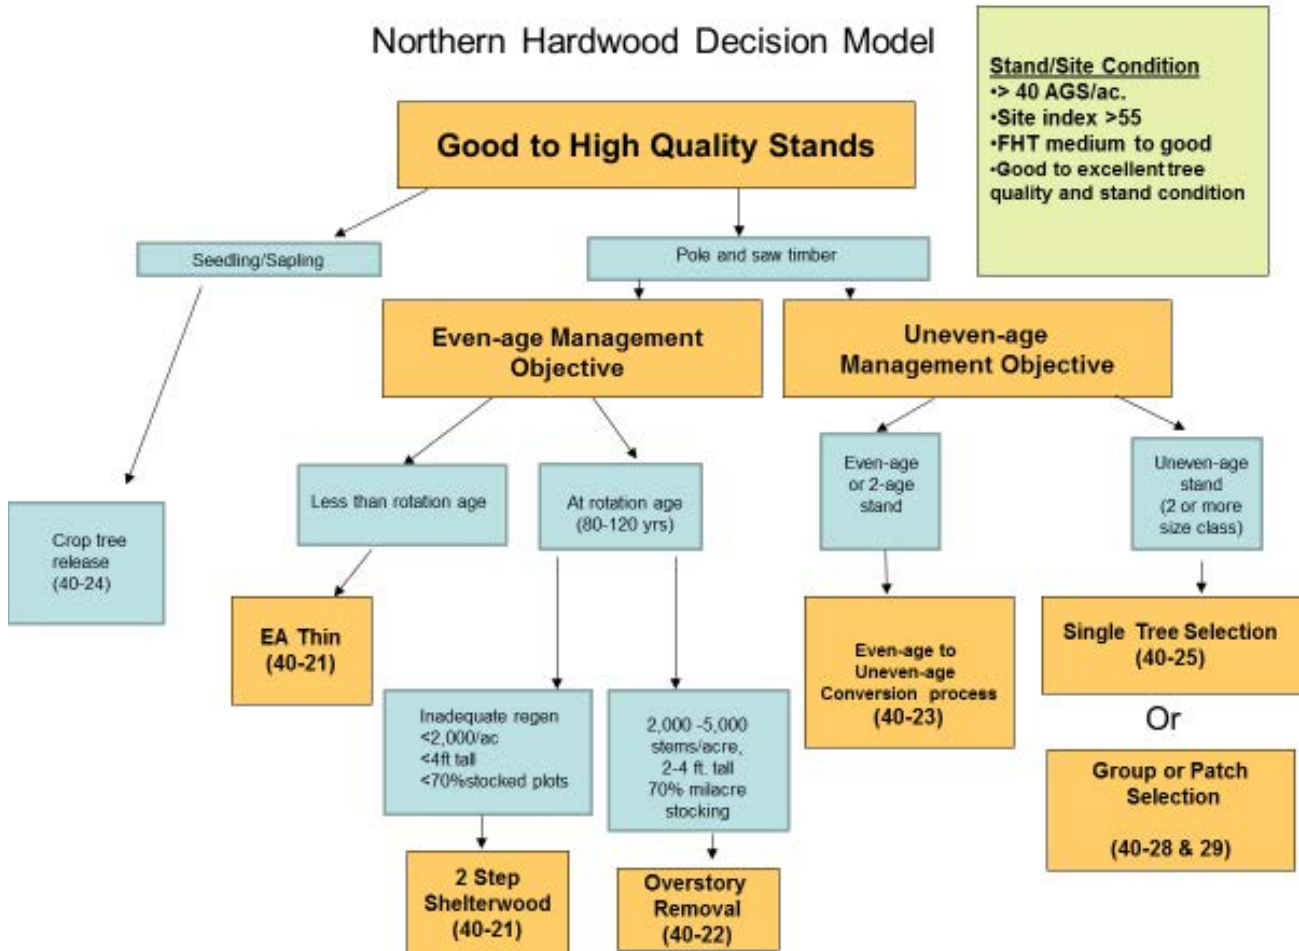 Northern Hardwood Decision Model
Stand/Site Condition
•> 40 AGS/ac.
•Site index >55
•FHT medium to good
•Good to excellent tree
quality and stand condition
Good to High Quality Stands
Seedling/Sapling
Pole and saw timber
Even-age Management
Objective
Uneven-age
Management Objective
Less than rotation age
At rotation age
(80-120 yrs)
Even-age
or 2-age
stand
Uneven-age
stand
(2 or more
size class)
Crop tree
release
(40-24)
EA Thin
(40-21)
Inadequate regen
<2,000/ac
<4ft tall
<70%stocked plots
2,000 -5,000
stems/acre,
2-4 ft. tall
70% milacre
stocking
Even-age to
Uneven-age
Conversion process
(40-23)
Single Tree Selection
(40-25)
Or
Group or Patch
Selection
(40-28 & 29)
2 Step
Shelterwood
(40-21)
Overstory
Removal
(40-22)